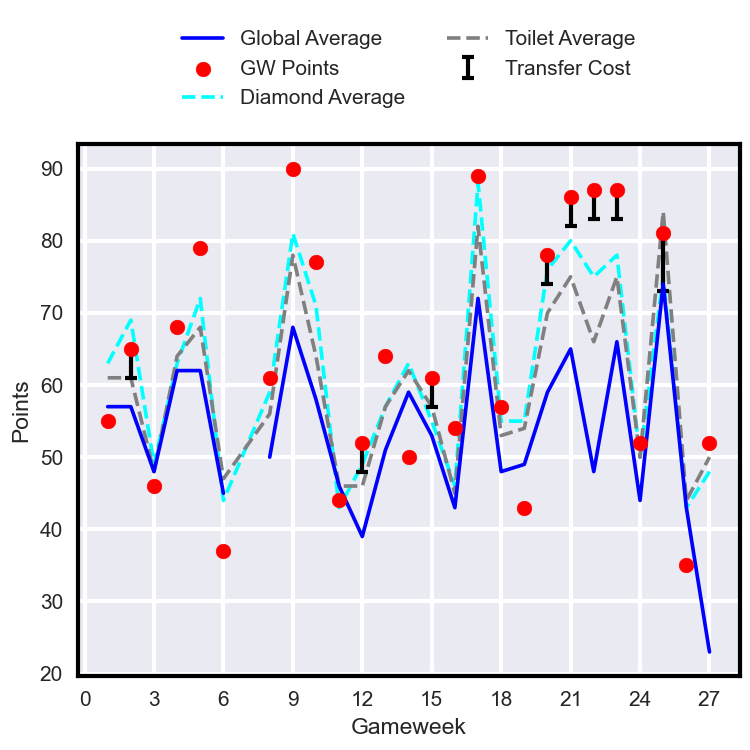 Global Average
GW Points
Diamond Average
Toilet Average
Transfer Cost
Points
90
80
70
60
50
40
30
20
0 3 6 9 12 15 18 21 24 27
Gameweek